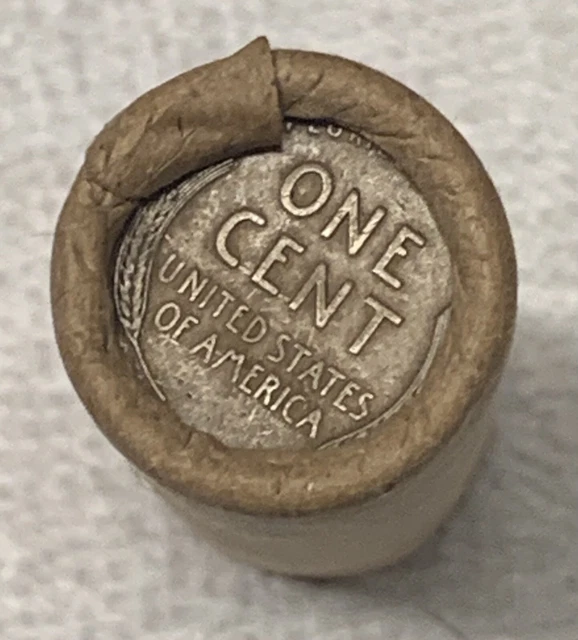 ONE
CENT
UNITED STATES
OF AMERICA